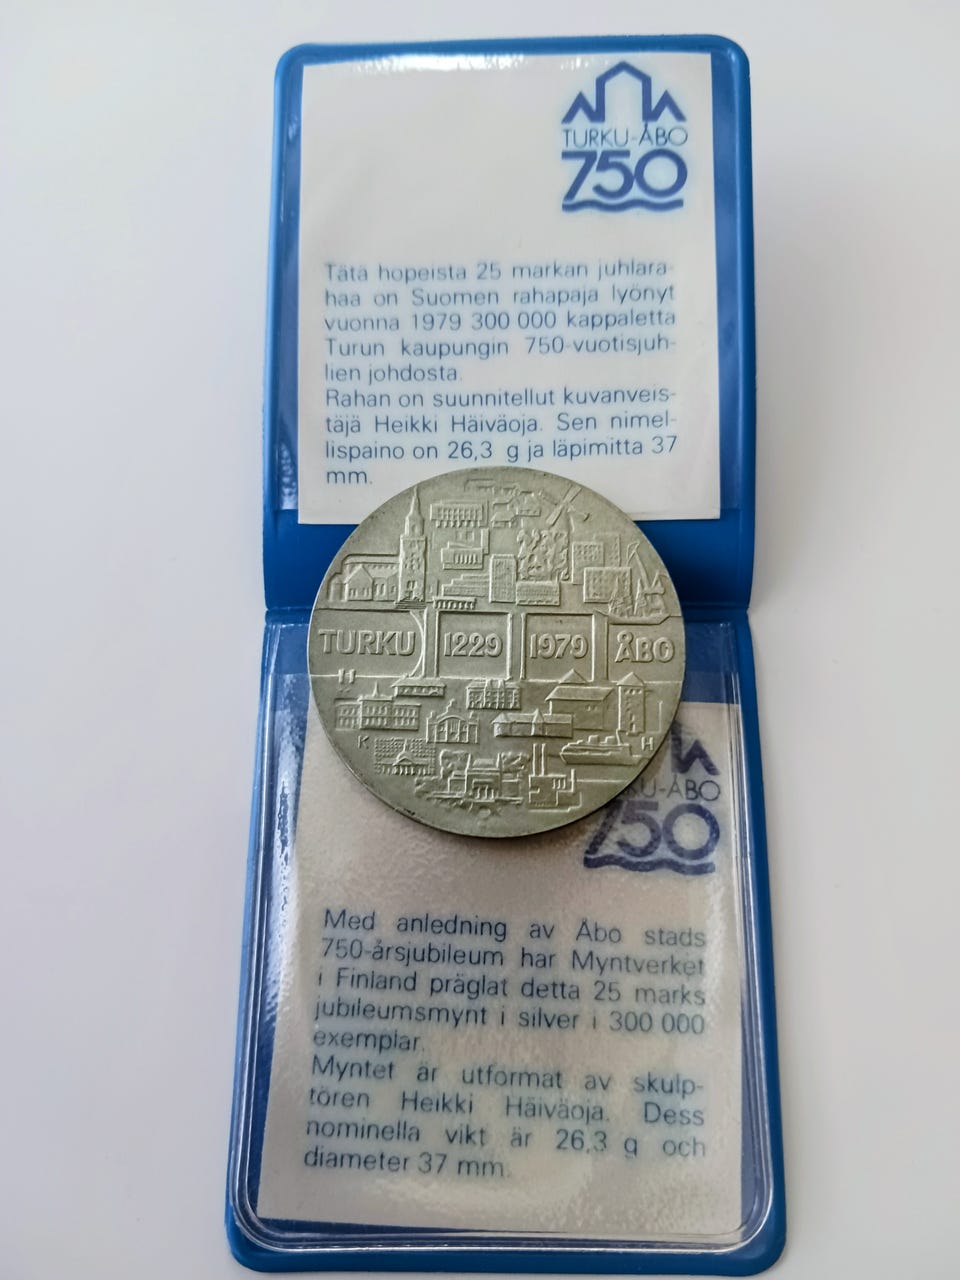 TURKU-ÅBO
750
Tätä hopeista 25 markan juhlara-
haa on Suomen rahapaja lyönyt
vuonna 1979 300 000 kappaletta
Turun kaupungin 750-vuotisjuh-
lien johdosta.
Rahan on suunnitellut kuvanveis-
täjä Heikki Häiväoja. Sen nimel-
lispaino on 26,3 g ja läpimitta 37
mm.
TURKU 1229 1979 ÅBO
K H
KU-ÅBO
750
Med anledning av Åbo stads
750-årsjubileum har Myntverket
i Finland präglat detta 25 marks
jubileumsmynt i silver i 300 000
exemplar.
Myntet är utformat av skulp-
tören Heikki Häiväoja. Dess
nominella vikt är 26,3 g och
diameter 37 mm.